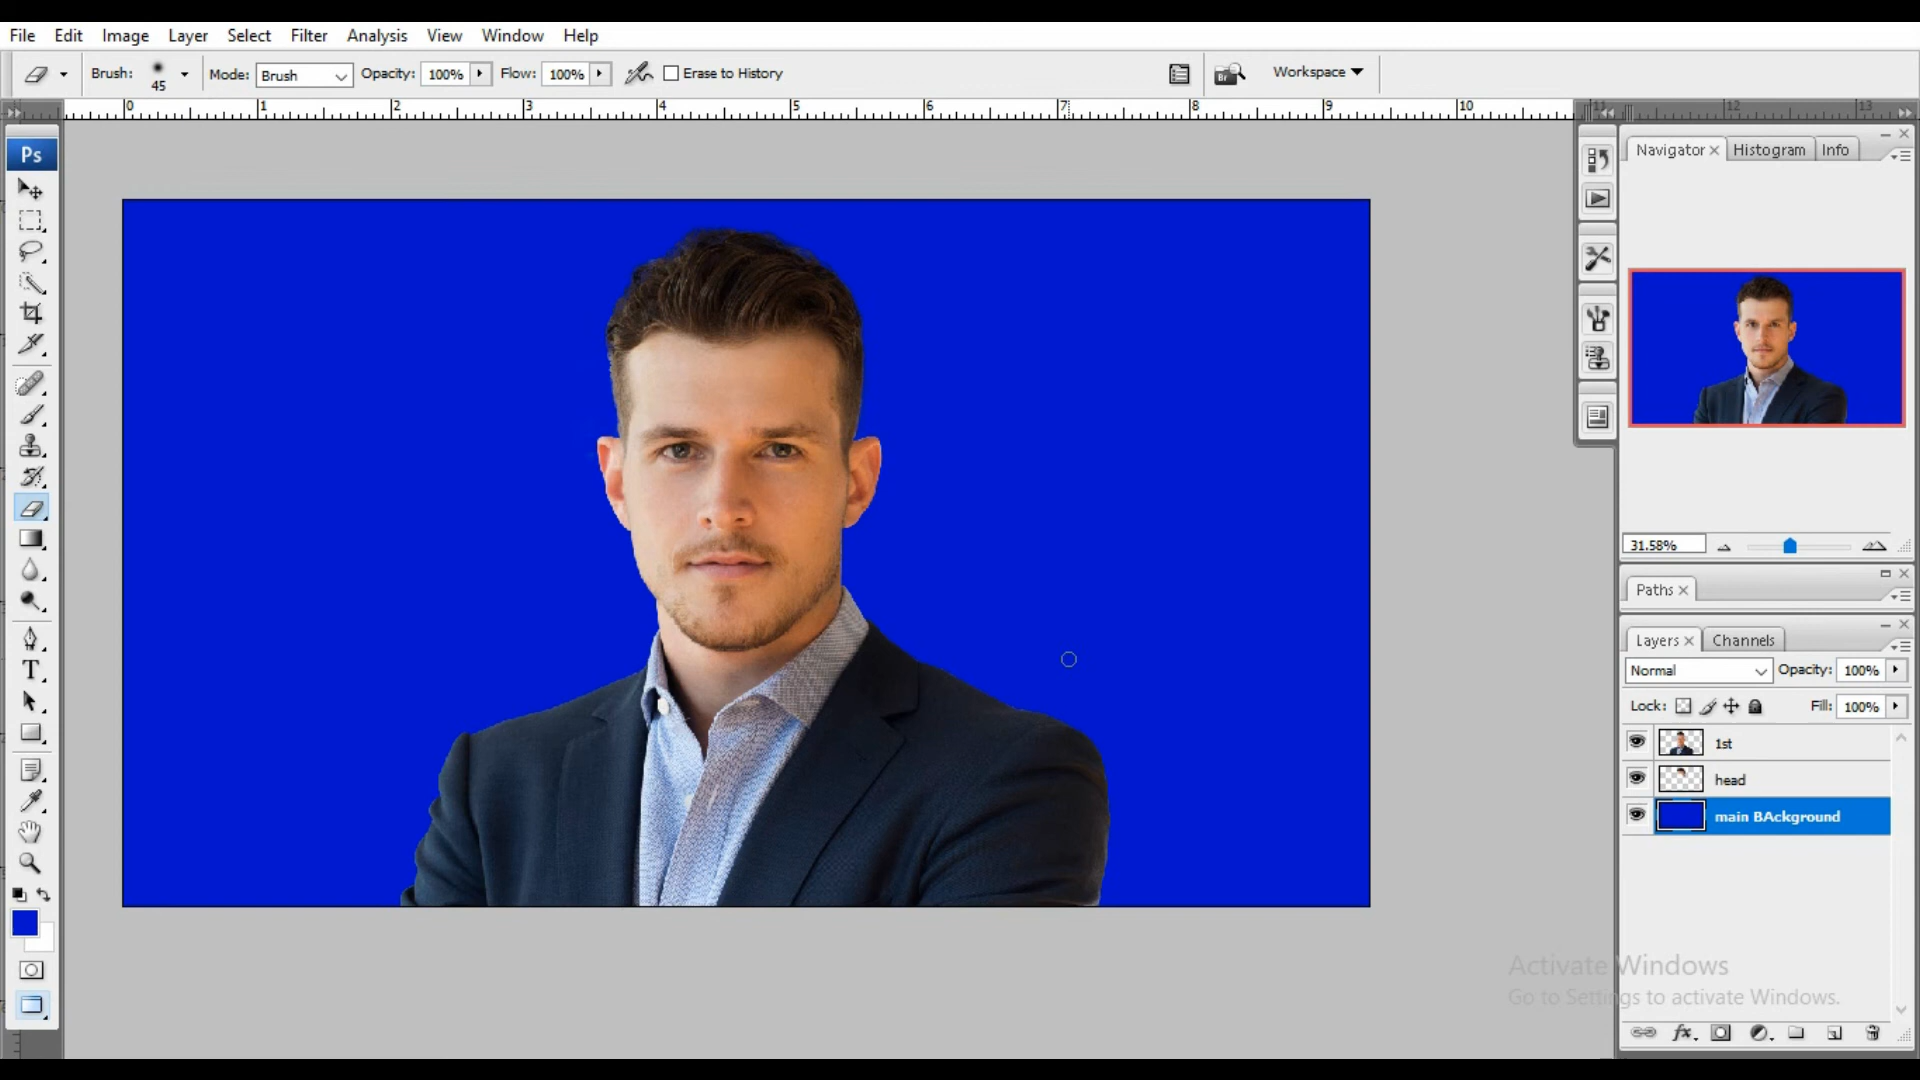 File Edit Image Layer Select Filter Analysis View Window Help
Brush: 45 Mode: Brush Opacity: 100% Flow: 100% Erase to History Workspace
0 1 2 3 4 5 6 7 8 9 10 11 12 13
Ps
Navigator Histogram Info
31.58%
Paths
Layers Channels
Normal Opacity: 100%
Lock: Fill: 100%
1st
head
main BAckground
Activate Windows
Go to Settings to activate Windows.